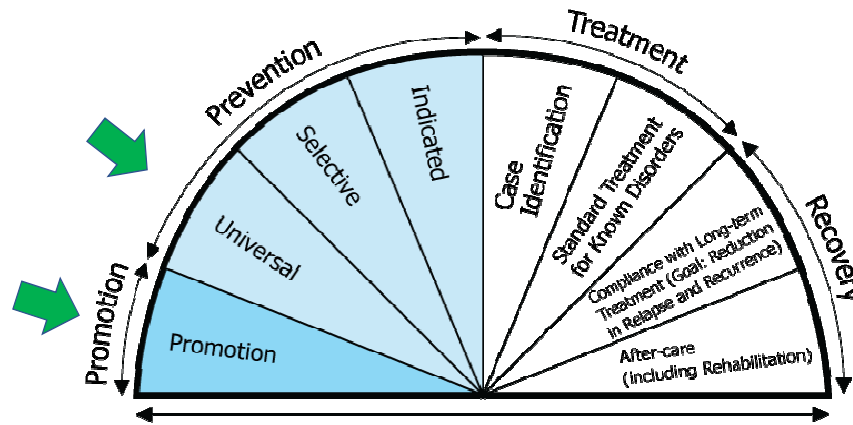 Promotion
Prevention
Treatment
Recovery
Promotion
Universal
Selective
Indicated
Case
Identification
Standard Treatment
for Known Disorders
Compliance with Long-term
Treatment (Goal: Reduction
in Relapse and Recurrence)
After-care
(including Rehabilitation)